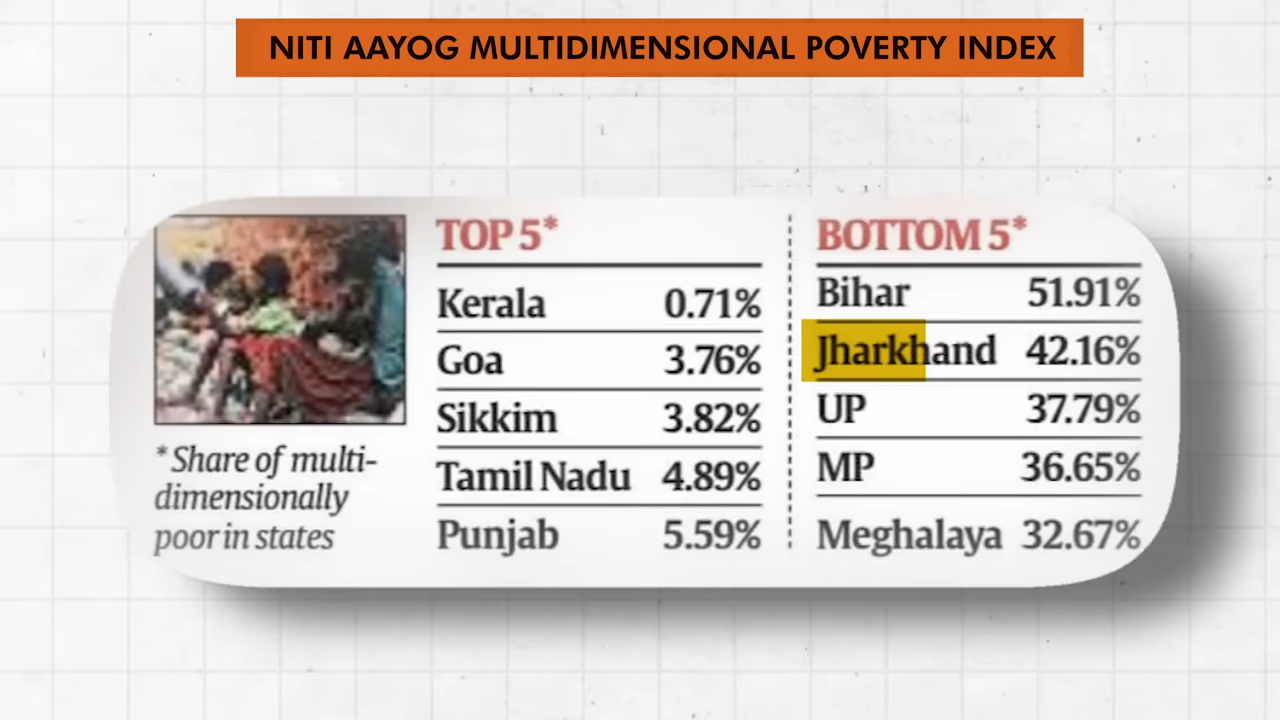 NITI AAYOG MULTIDIMENSIONAL POVERTY INDEX
* Share of multi-
dimensionally
poor in states
TOP 5*
Kerala 0.71%
Goa 3.76%
Sikkim 3.82%
Tamil Nadu 4.89%
Punjab 5.59%
BOTTOM 5*
Bihar 51.91%
Jharkhand 42.16%
UP 37.79%
MP 36.65%
Meghalaya 32.67%